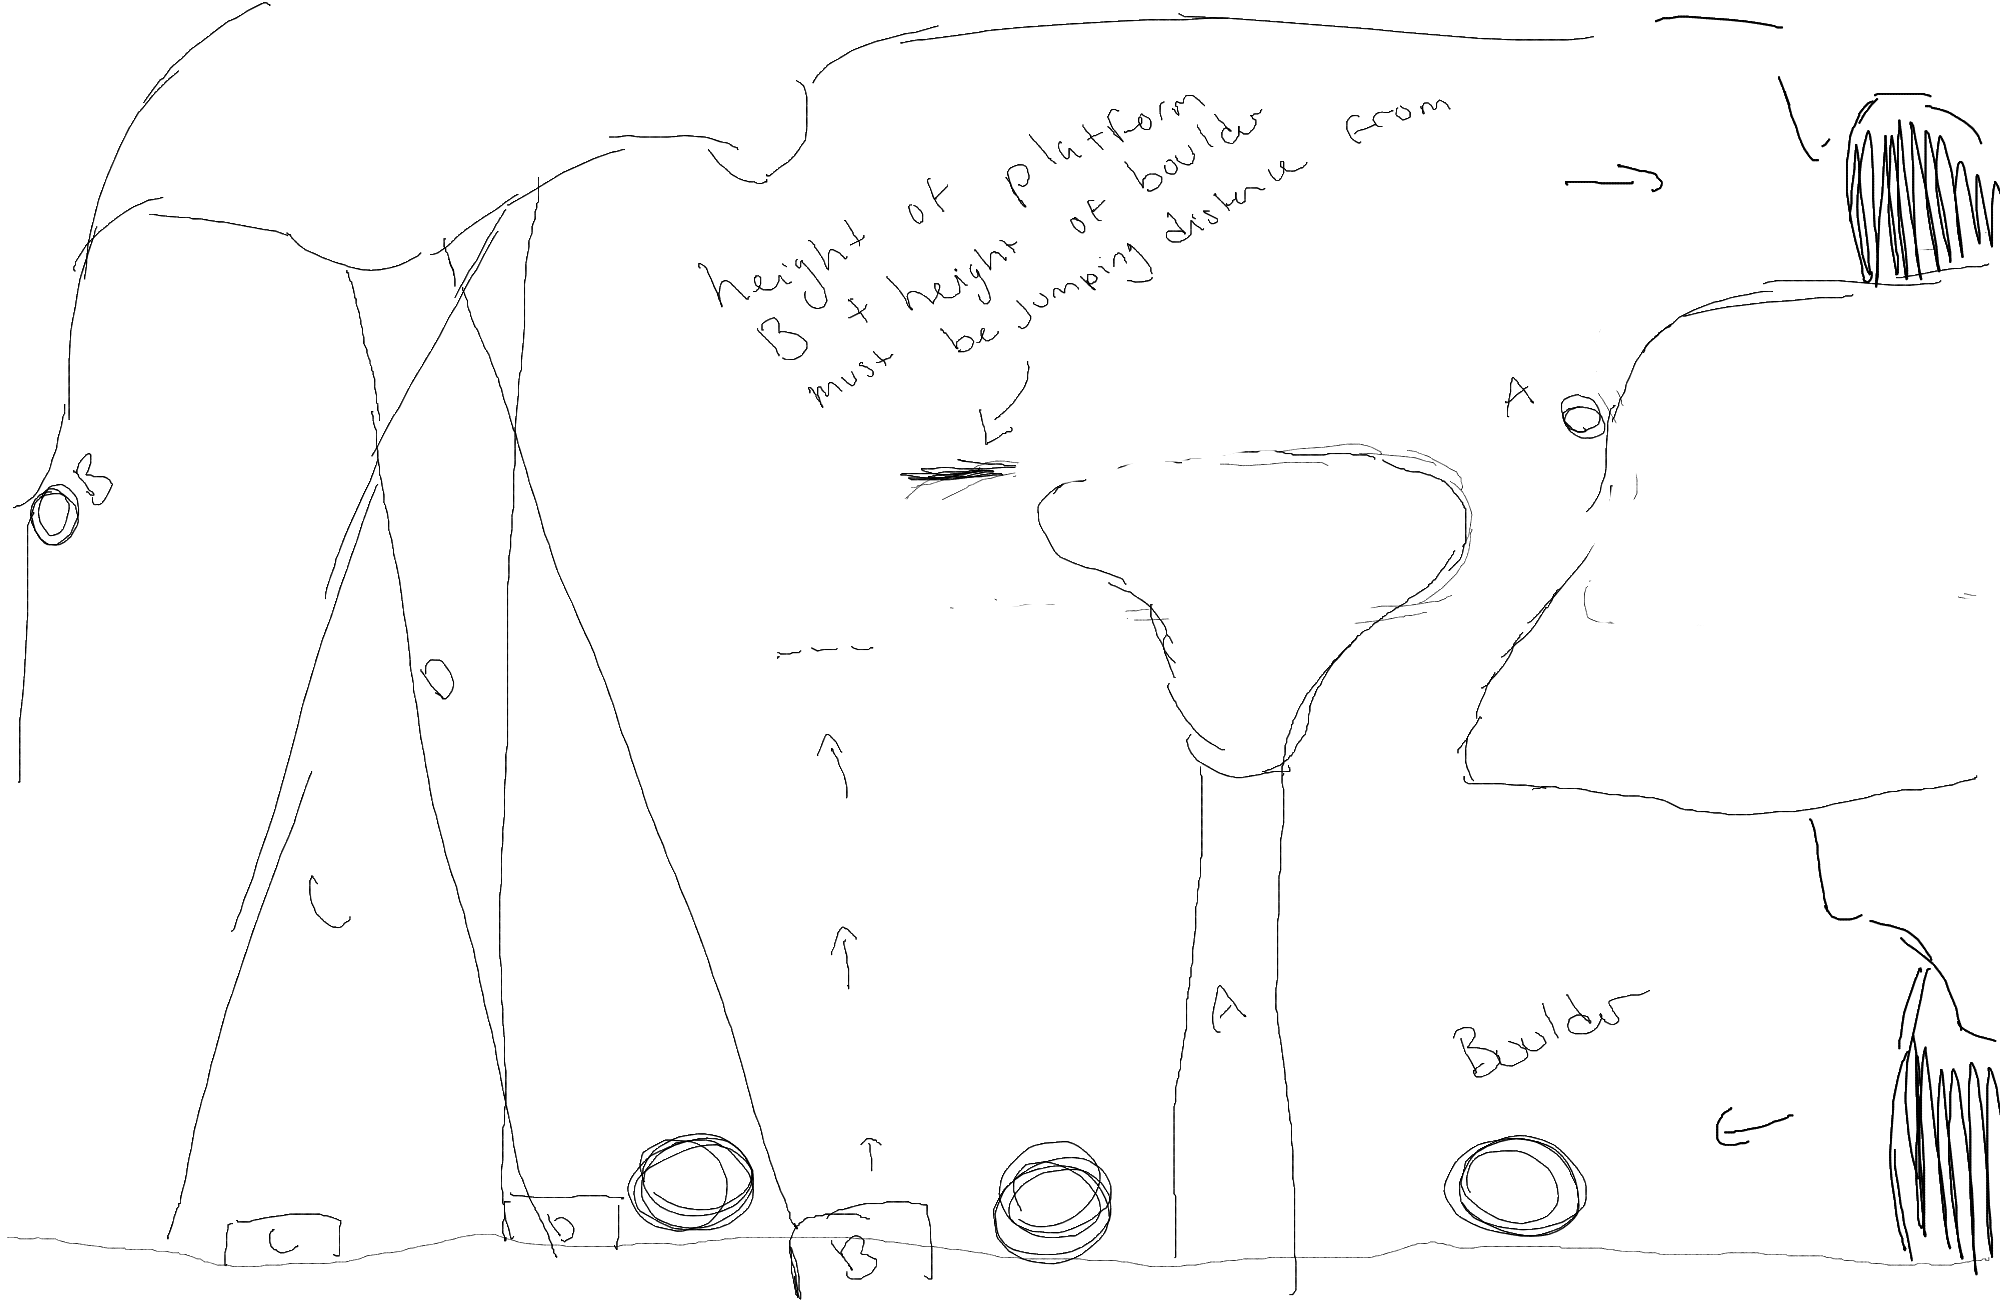 height of platform
B + height of boulder
must be jumping distance from
A
B
D
C
A
Boulder
C
D
B